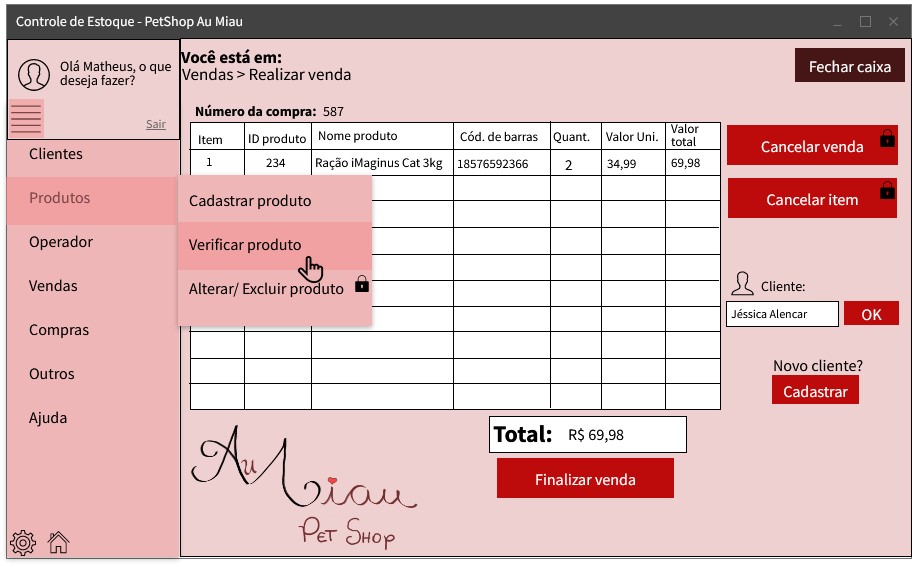 Controle de Estoque - PetShop Au Miau
Olá Matheus, o que
deseja fazer?
Sair
Clientes
Produtos
Operador
Vendas
Compras
Outros
Ajuda
Cadastrar produto
Verificar produto
Alterar/ Excluir produto
Você está em:
Vendas > Realizar venda
Fechar caixa
Número da compra: 587
Item ID produto Nome produto Cód. de barras Quant. Valor Uni. Valor total
1 234 Ração iMaginus Cat 3kg 18576592366 2 34,99 69,98
Cancelar venda
Cancelar item
Cliente:
Jéssica Alencar OK
Novo cliente?
Cadastrar
Total: R$ 69,98
Finalizar venda
Au Miau
Pet Shop